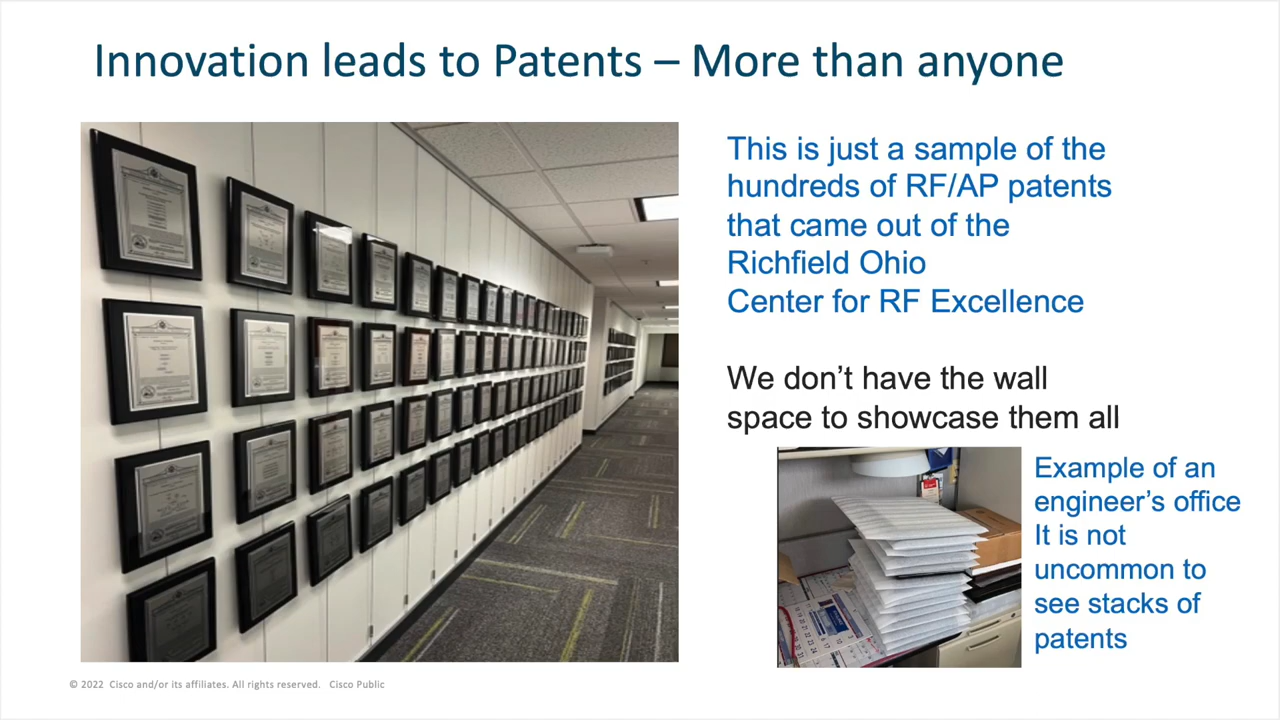 Innovation leads to Patents – More than anyone
This is just a sample of the
hundreds of RF/AP patents
that came out of the
Richfield Ohio
Center for RF Excellence
We don’t have the wall
space to showcase them all
Example of an
engineer’s office
It is not
uncommon to
see stacks of
patents
© 2022 Cisco and/or its affiliates. All rights reserved. Cisco Public